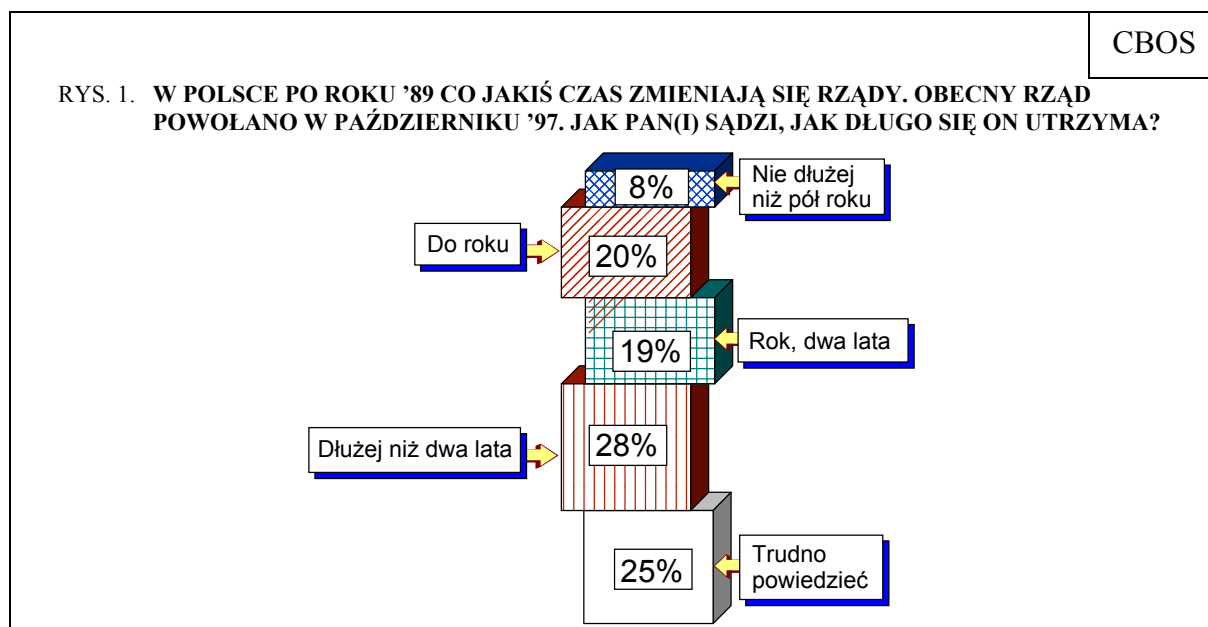 CBOS
RYS. 1. W POLSCE PO ROKU '89 CO JAKIŚ CZAS ZMIENIAJĄ SIĘ RZĄDY. OBECNY RZĄD
POWOŁANO W PAŹDZIERNIKU '97. JAK PAN(I) SĄDZI, JAK DŁUGO SIĘ ON UTRZYMA?
8%
Nie dłużej
niż pół roku
Do roku
20%
19%
Rok, dwa lata
Dłużej niż dwa lata
28%
25%
Trudno
powiedzieć